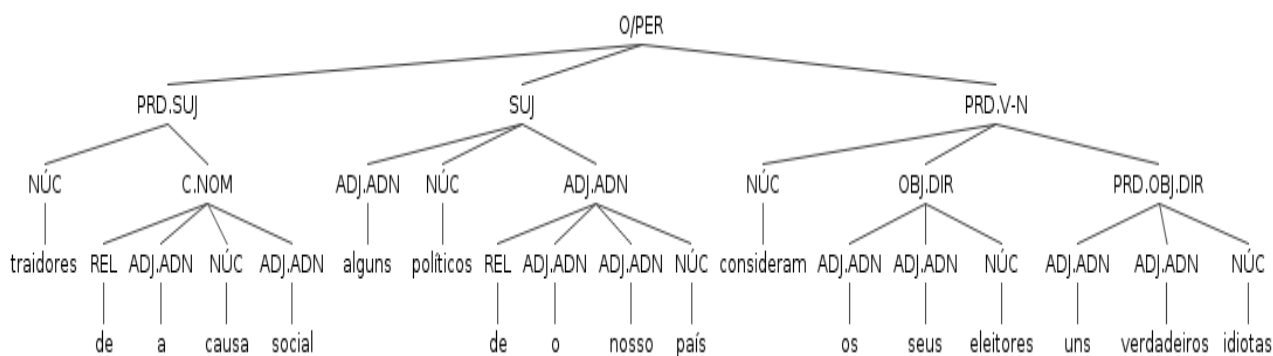 O/PER
PRD.SUJ SUJ PRD.V-N
NÚC C.NOM ADJ.ADN NÚC ADJ.ADN NÚC OBJ.DIR PRD.OBJ.DIR
traidores REL ADJ.ADN NÚC ADJ.ADN alguns políticos REL ADJ.ADN ADJ.ADN NÚC consideram ADJ.ADN ADJ.ADN NÚC ADJ.ADN ADJ.ADN NÚC
de a causa social de o nosso país os seus eleitores uns verdadeiros idiotas